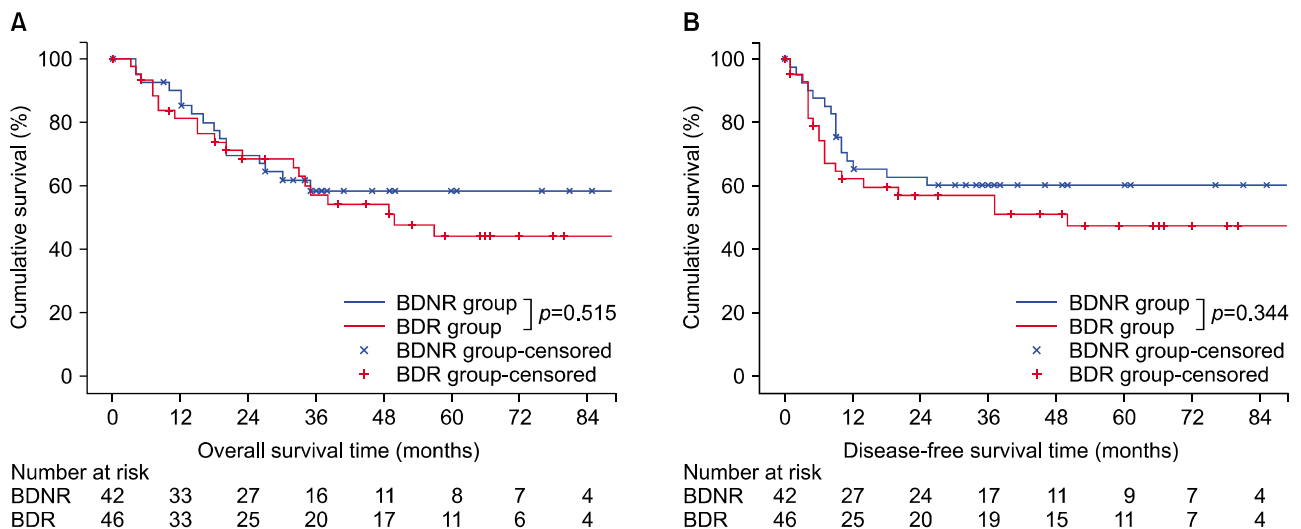 A
100
80
60
40
20
0
Cumulative survival (%)
BDNR group
BDR group
p=0.515
BDNR group-censored
BDR group-censored
0 12 24 36 48 60 72 84
Overall survival time (months)
Number at risk
BDNR 42 33 27 16 11 8 7 4
BDR 46 33 25 20 17 11 6 4
B
100
80
60
40
20
0
Cumulative survival (%)
BDNR group
BDR group
p=0.344
BDNR group-censored
BDR group-censored
0 12 24 36 48 60 72 84
Disease-free survival time (months)
Number at risk
BDNR 42 27 24 17 11 9 7 4
BDR 46 25 20 19 15 11 7 4